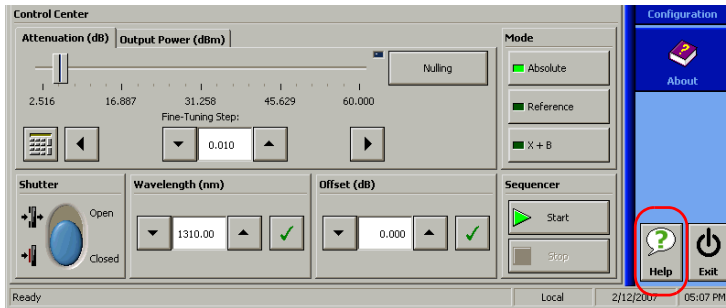 Control Center
Configuration
Attenuation (dB) Output Power (dBm)
Mode
Nulling
Absolute
About
2.516 16.887 31.258 45.629 60.000
Reference
Fine-Tuning Step:
0.010
X + B
Shutter
Wavelength (nm)
Offset (dB)
Sequencer
Open
Start
1310.00
0.000
Closed
Stop
?
Help
Exit
Ready
Local
2/12/2007
05:07 PM